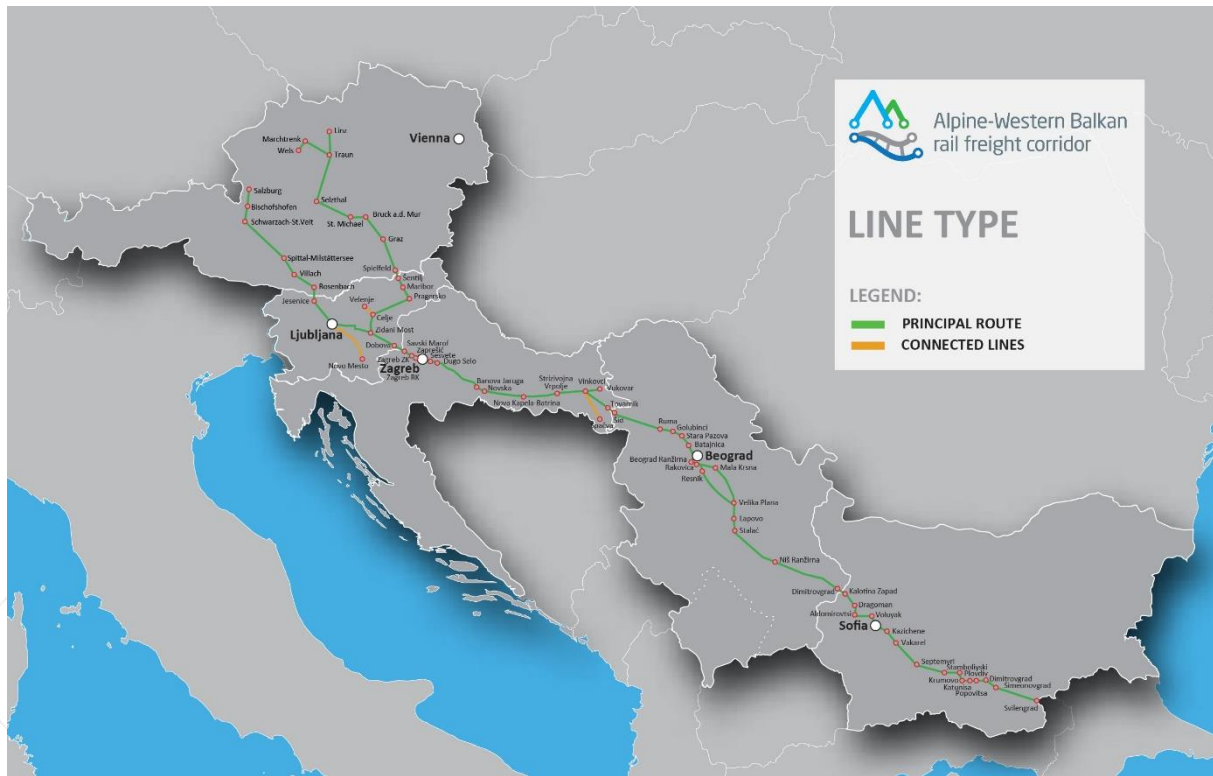 Alpine-Western Balkan
rail freight corridor
LINE TYPE
LEGEND:
PRINCIPAL ROUTE
CONNECTED LINES
Linz
Marchtrenk
Wels
Traun
Vienna
Salzburg
Bischofshofen
Schwarzach-St.Veit
Selzthal
St. Michael
Bruck a.d. Mur
Graz
Spittal-Milstättersee
Villach
Rosenbach
Spielfeld
Šentilj
Maribor
Pragersko
Jesenice
Velenje
Celje
Ljubljana
Zidani Most
Dobova
Savski Marof
Zaprešić
Sesvete
Dugo Selo
Novo Mesto
Zagreb ZK
Zagreb
Zagreb RK
Banova Jaruga
Novska
Nova Kapela-Batrina
Strizivojna
Vrpolje
Vinkovci
Vukovar
Tovarnik
Šid
Spačva
Ruma
Golubinci
Stara Pazova
Batajnica
Beograd
Beograd Ranžirna
Rakovica
Resnik
Mala Krsna
Velika Plana
Lapovo
Stalać
Niš Ranžirna
Dimitrovgrad
Kalotina Zapad
Dragoman
Aldomirovtsi
Voluyak
Sofia
Kazichene
Vakarel
Septemvri
Stamboliyski
Plovdiv
Krumovo
Katunitsa
Popovitsa
Dimitrovgrad
Simeonovgrad
Svilengrad